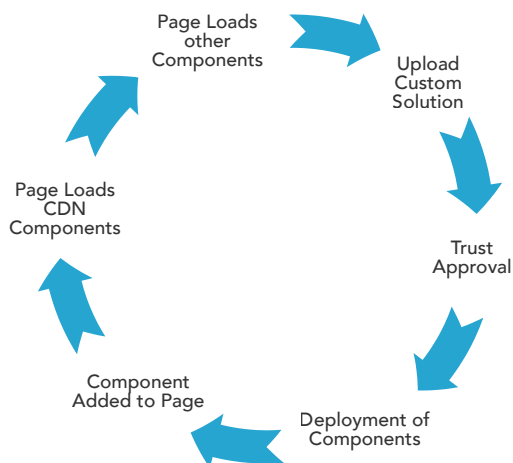 Page Loads
other
Components
Upload
Custom
Solution
Trust
Approval
Deployment of
Components
Component
Added to Page
Page Loads
CDN
Components